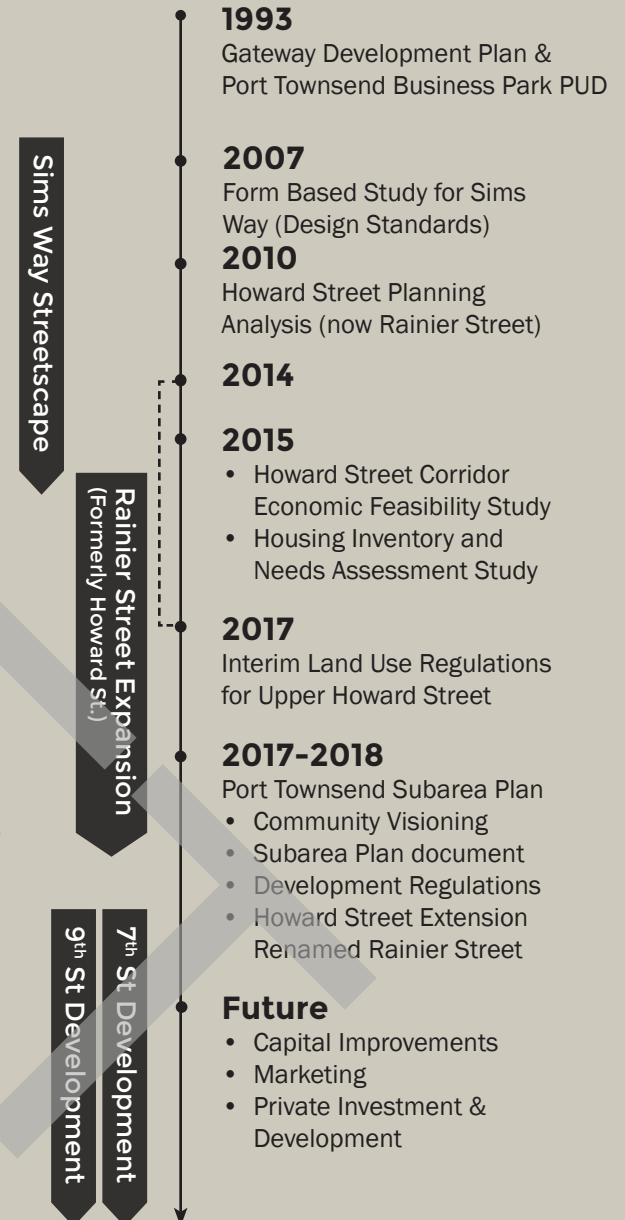 1993
Gateway Development Plan &
Port Townsend Business Park PUD
2007
Form Based Study for Sims
Way (Design Standards)
2010
Howard Street Planning
Analysis (now Rainier Street)
2014
2015
• Howard Street Corridor
Economic Feasibility Study
• Housing Inventory and
Needs Assessment Study
2017
Interim Land Use Regulations
for Upper Howard Street
2017-2018
Port Townsend Subarea Plan
• Community Visioning
• Subarea Plan document
• Development Regulations
• Howard Street Extension
Renamed Rainier Street
Future
• Capital Improvements
• Marketing
• Private Investment &
Development
Sims Way Streetscape
Rainier Street Expansion
(Formerly Howard St.)
7th St Development
9th St Development